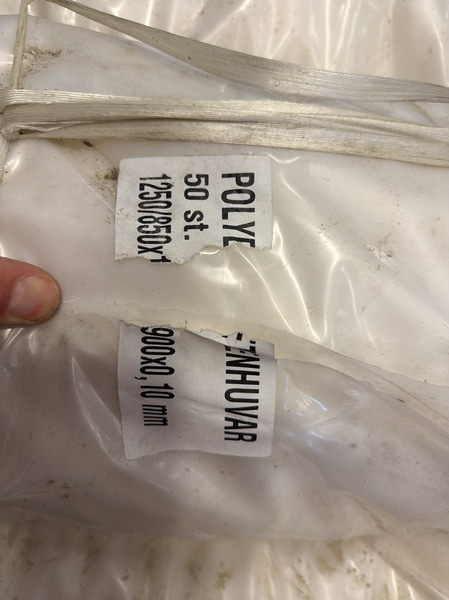 POLYE ENHUVAR
50 st.
1250/850x1 900x0,10 mm